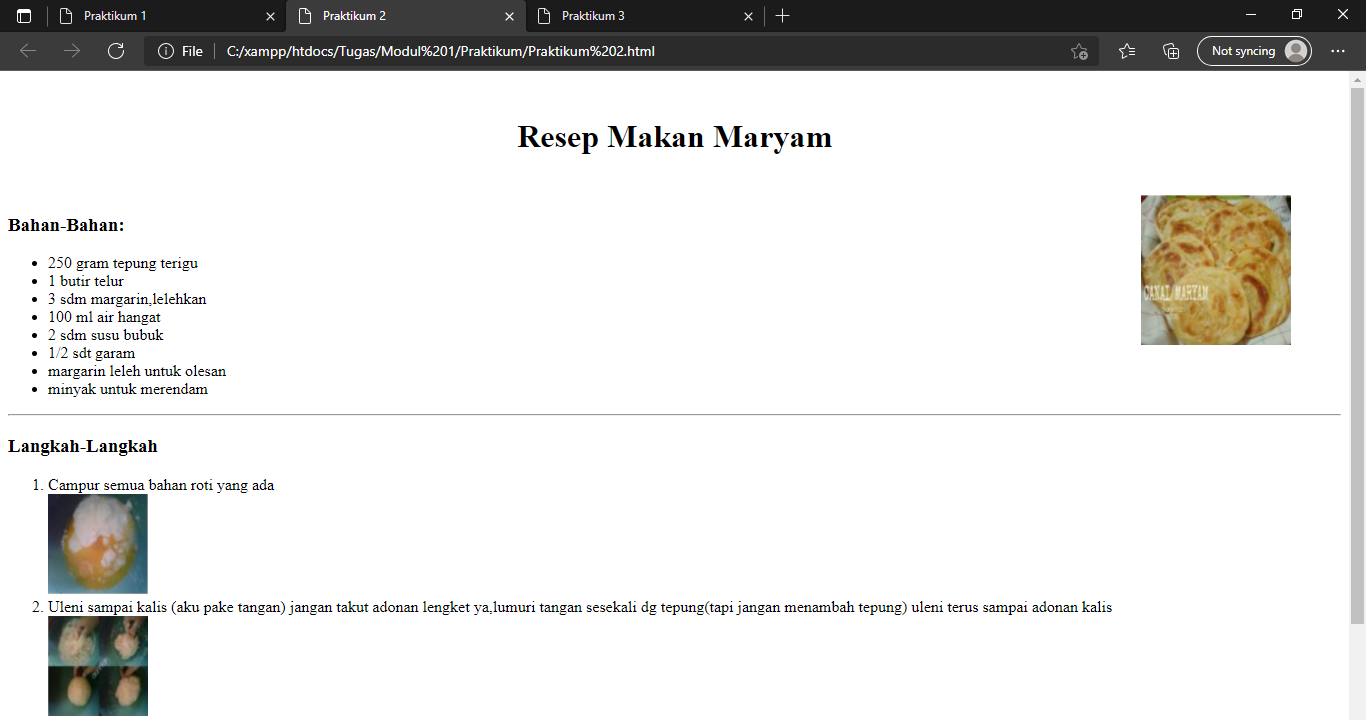 Praktikum 1
Praktikum 2
Praktikum 3
File
C:/xampp/htdocs/Tugas/Modul%201/Praktikum/Praktikum%202.html
Not syncing
Resep Makan Maryam
Bahan-Bahan:
250 gram tepung terigu
1 butir telur
3 sdm margarin,lelehkan
100 ml air hangat
2 sdm susu bubuk
1/2 sdt garam
margarin leleh untuk olesan
minyak untuk merendam
CANAI/MARYAM
Langkah-Langkah
1. Campur semua bahan roti yang ada
2. Uleni sampai kalis (aku pake tangan) jangan takut adonan lengket ya,lumuri tangan sesekali dg tepung(tapi jangan menambah tepung) uleni terus sampai adonan kalis